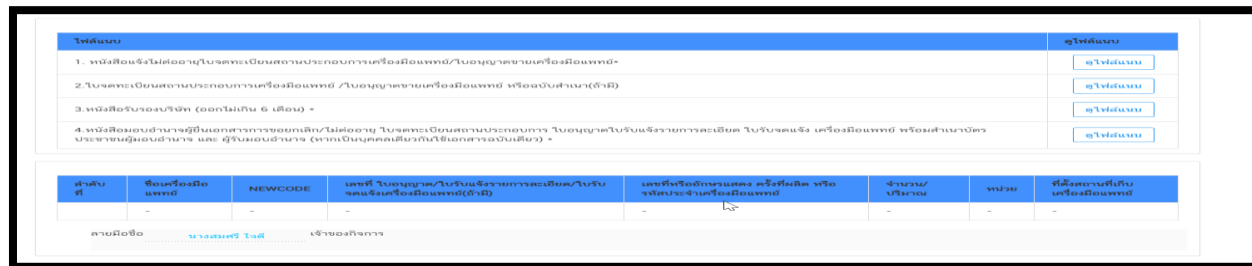 ไฟล์แนบ ดูไฟล์แนบ
1. หนังสือแจ้งไม่ต่ออายุใบจดทะเบียนสถานประกอบการเครื่องมือแพทย์/ใบอนุญาตขายเครื่องมือแพทย์* ดูไฟล์แนบ
2.ใบจดทะเบียนสถานประกอบการเครื่องมือแพทย์ /ใบอนุญาตขายเครื่องมือแพทย์ หรือฉบับสำเนา(ถ้ามี) ดูไฟล์แนบ
3.หนังสือรับรองบริษัท (ออกไม่เกิน 6 เดือน) * ดูไฟล์แนบ
4.หนังสือมอบอำนาจผู้ยื่นเอกสารการขอยกเลิก/ไม่ต่ออายุ ใบจดทะเบียนสถานประกอบการ ใบอนุญาตใบรับแจ้งรายการละเอียด ใบรับจดแจ้ง เครื่องมือแพทย์ พร้อมสำเนาบัตร
ประชาชนผู้มอบอำนาจ และ ผู้รับมอบอำนาจ (หากเป็นบุคคลเดียวกันใช้เอกสารฉบับเดียว) * ดูไฟล์แนบ
ลำดับ ชื่อเครื่องมือ NEWCODE เลขที่ ใบอนุญาต/ใบรับแจ้งรายการละเอียด/ใบรับ เลขที่หรืออักษรแสดง ครั้งที่ผลิต หรือ จำนวน/ หน่วย ที่ตั้งสถานที่เก็บ
ที่ แพทย์ จดแจ้งเครื่องมือแพทย์(ถ้ามี) รหัสประจำเครื่องมือแพทย์ ปริมาณ เครื่องมือแพทย์
- - - - - - -
ลายมือชื่อ นางสมศรี ใจดี เจ้าของกิจการ